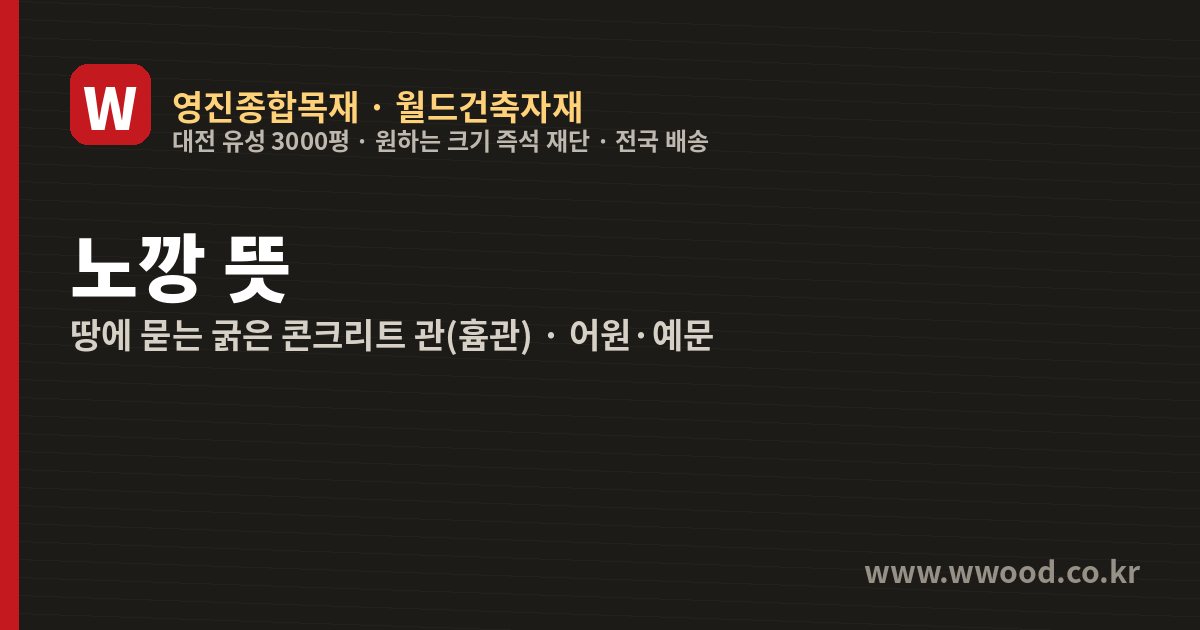 W
영진종합목재 · 월드건축자재
대전 유성 3000평 · 원하는 크기 즉석 재단 · 전국 배송
노깡 뜻
땅에 묻는 굵은 콘크리트 관(흄관) · 어원·예문
www.wwood.co.kr